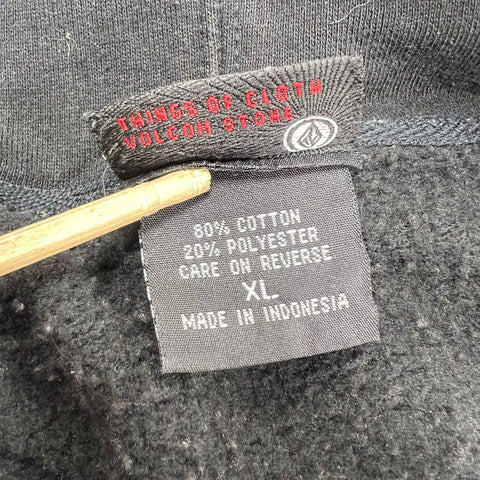 THINGS OF CLOTH
VOLCOM STONE
80% COTTON
20% POLYESTER
CARE ON REVERSE
XL
MADE IN INDONESIA